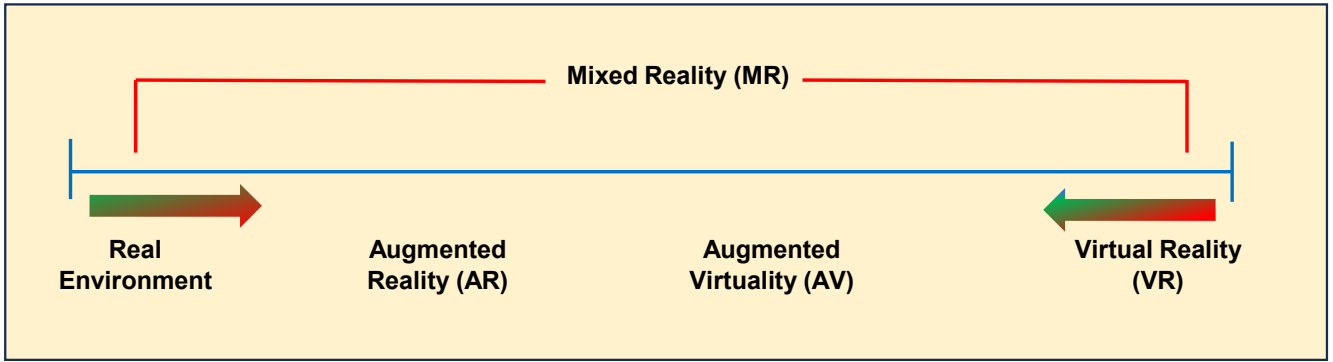 Mixed Reality (MR)
Real
Environment
Augmented
Reality (AR)
Augmented
Virtuality (AV)
Virtual Reality
(VR)